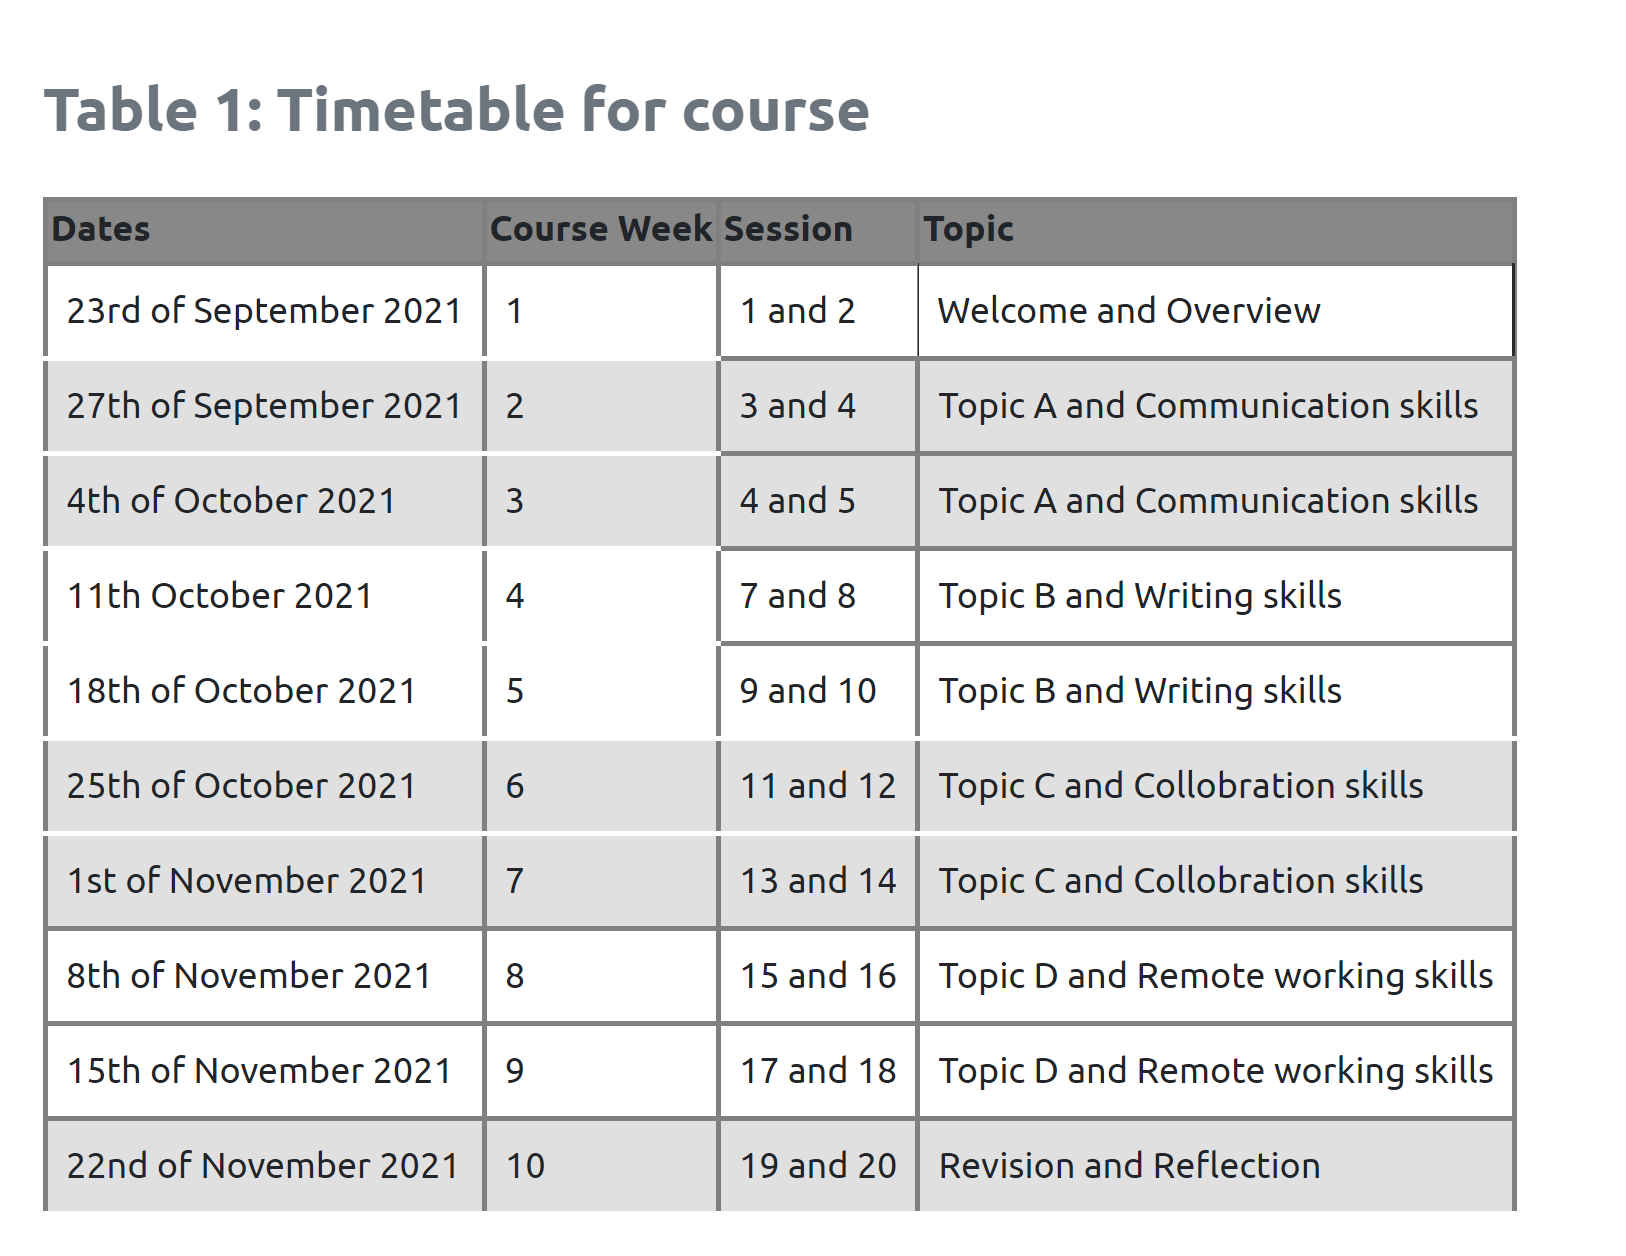 Table 1: Timetable for course
Dates Course Week Session Topic
23rd of September 2021 1 1 and 2 Welcome and Overview
27th of September 2021 2 3 and 4 Topic A and Communication skills
4th of October 2021 3 4 and 5 Topic A and Communication skills
11th October 2021 4 7 and 8 Topic B and Writing skills
18th of October 2021 5 9 and 10 Topic B and Writing skills
25th of October 2021 6 11 and 12 Topic C and Collobration skills
1st of November 2021 7 13 and 14 Topic C and Collobration skills
8th of November 2021 8 15 and 16 Topic D and Remote working skills
15th of November 2021 9 17 and 18 Topic D and Remote working skills
22nd of November 2021 10 19 and 20 Revision and Reflection